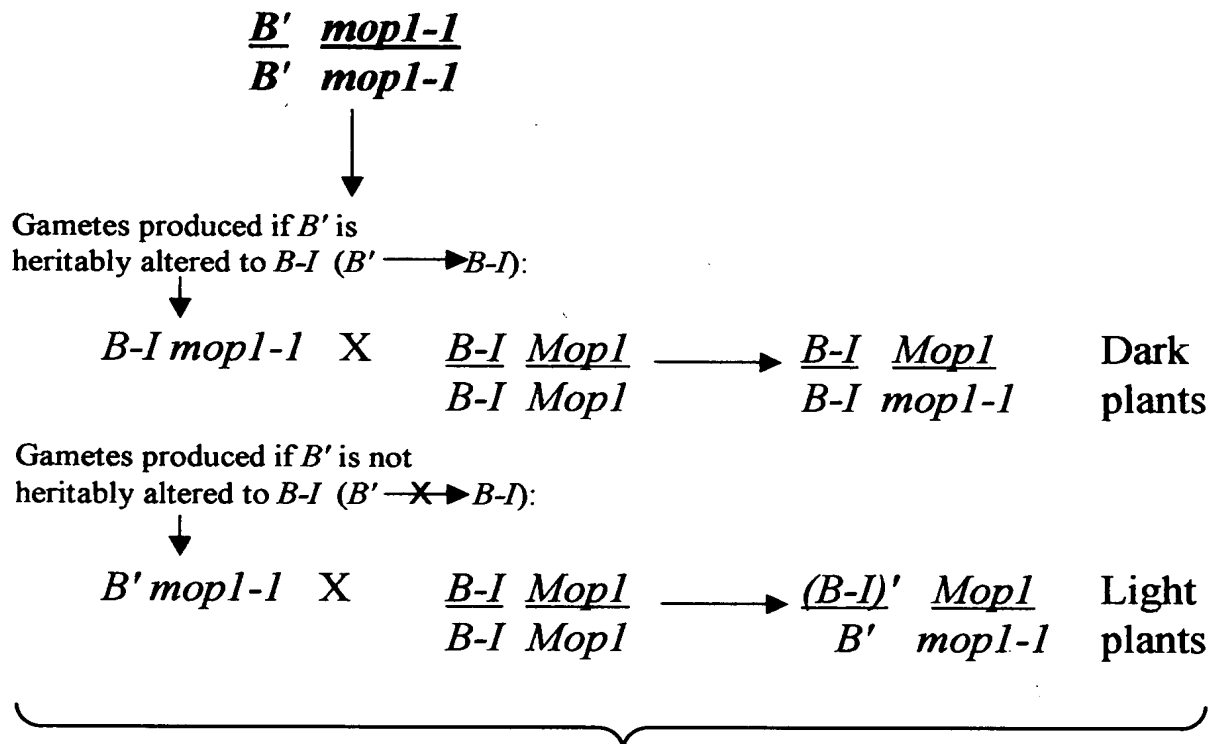 B' mop1-1
B' mop1-1
Gametes produced if B' is
heritably altered to B-I (B' → B-I):
B-I mop1-1 X B-I Mop1 → B-I Mop1 Dark
B-I Mop1 B-I mop1-1 plants
Gametes produced if B' is not
heritably altered to B-I (B' –X→ B-I):
B' mop1-1 X B-I Mop1 → (B-I)' Mop1 Light
B-I Mop1 B' mop1-1 plants